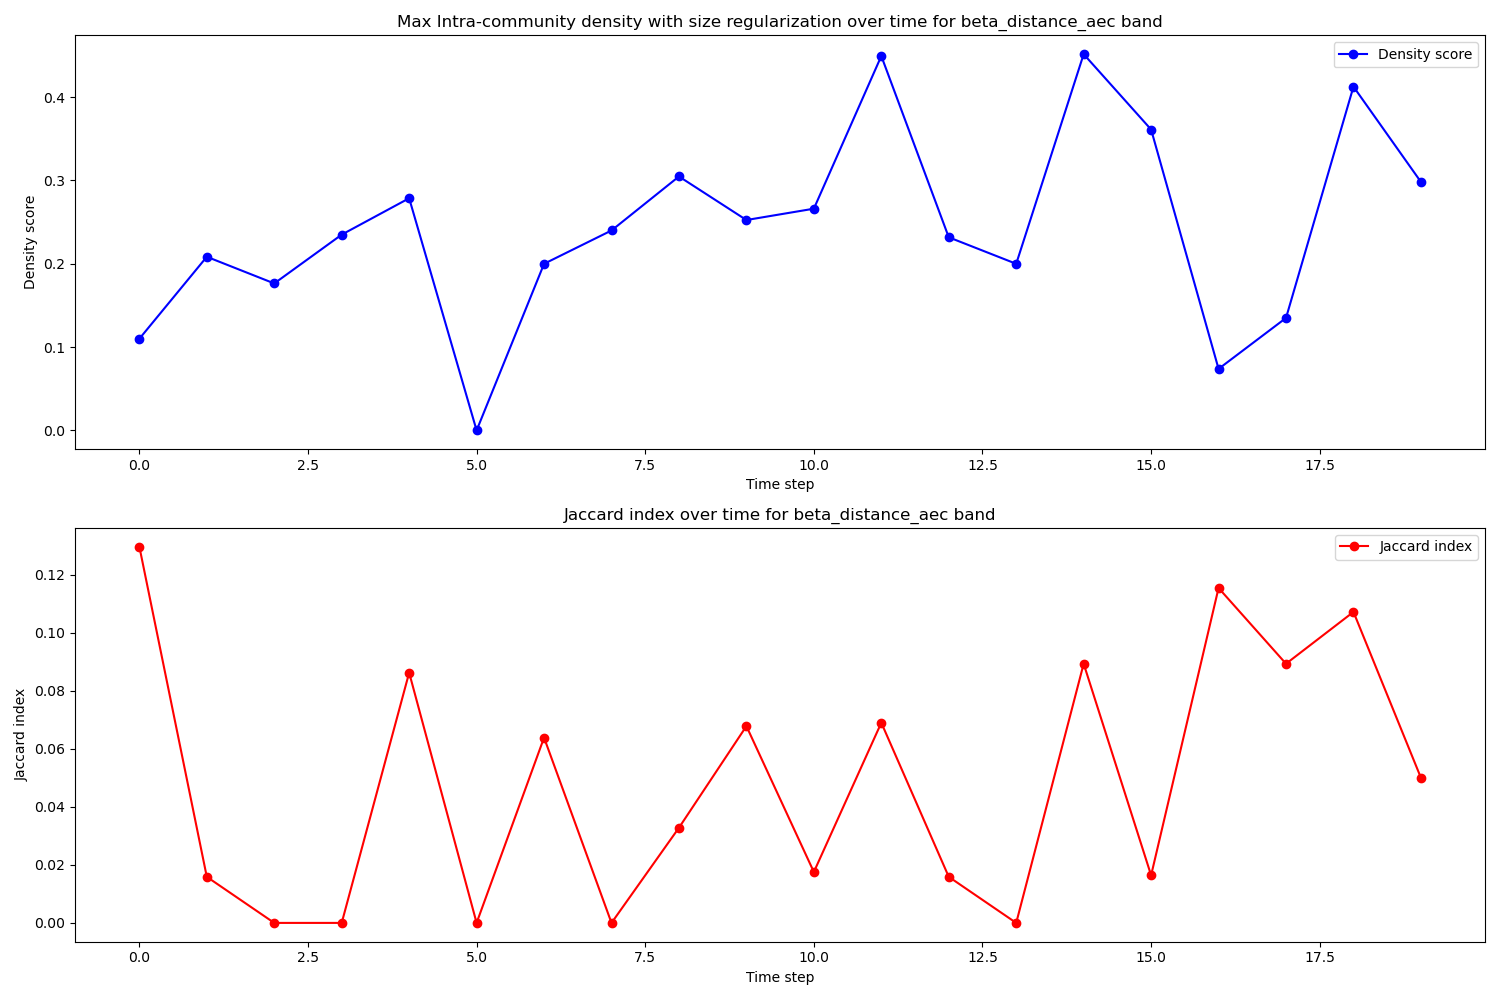 Max Intra-community density with size regularization over time for beta_distance_aec band
Density score
Density score
0.4
0.3
0.2
0.1
0.0
0.0 2.5 5.0 7.5 10.0 12.5 15.0 17.5
Time step
Jaccard index over time for beta_distance_aec band
Jaccard index
Jaccard index
0.12
0.10
0.08
0.06
0.04
0.02
0.00
0.0 2.5 5.0 7.5 10.0 12.5 15.0 17.5
Time step